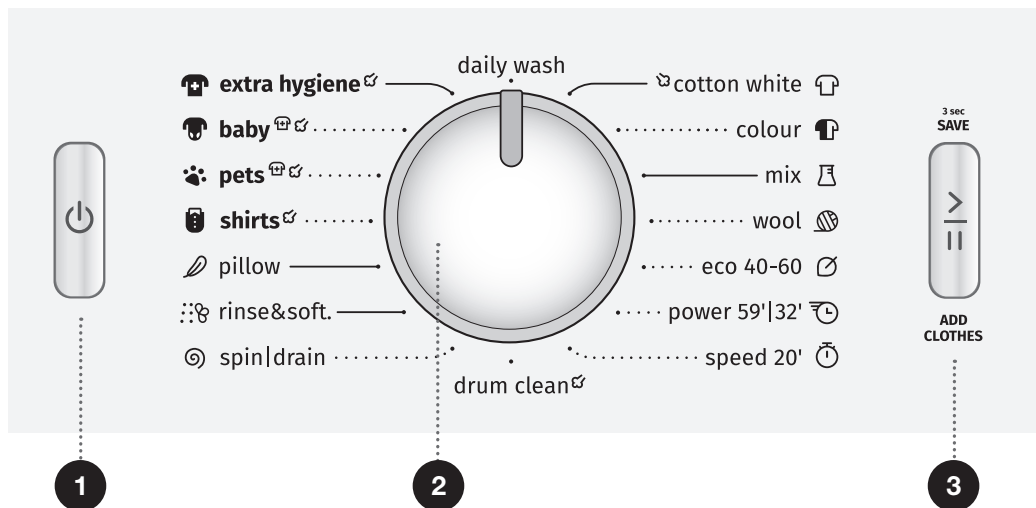 daily wash
extra hygiene
baby
pets
shirts
pillow
rinse&soft.
spin|drain
cotton white
colour
mix
wool
eco 40-60
power 59'|32'
speed 20'
drum clean
3 sec
SAVE
ADD
CLOTHES
1
2
3